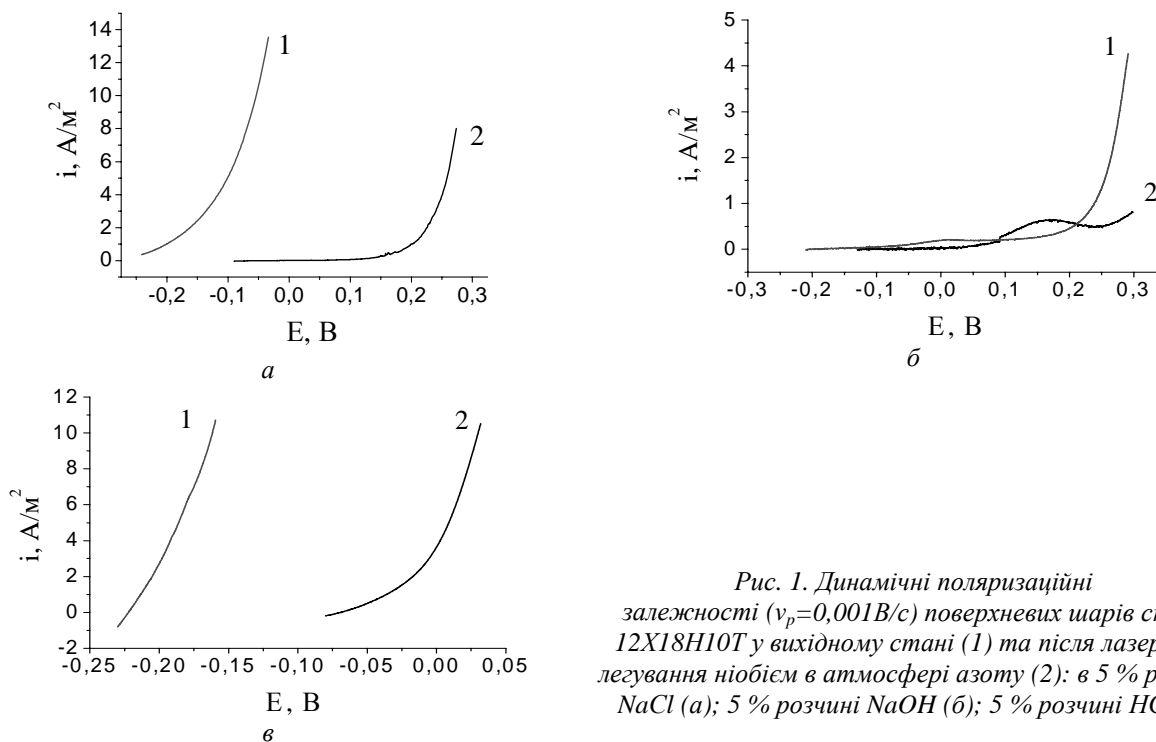 14
12
10
8
6
4
2
0
i, А/м²
1
2
-0,2 -0,1 0,0 0,1 0,2 0,3
E, В
а
5
4
3
2
1
0
i, А/м²
1
2
-0,3 -0,2 -0,1 0,0 0,1 0,2 0,3
E, В
б
12
10
8
6
4
2
0
-2
i, А/м²
1
2
-0,25 -0,20 -0,15 -0,10 -0,05 0,00 0,05
E, В
в
Рис. 1. Динамічні поляризаційні
залежності (vₚ=0,001В/с) поверхневих шарів
12Х18Н10Т у вихідному стані (1) та після
легування ніобієм в атмосфері азоту (2): в 5 %
NaCl (а); 5 % розчині NaOH (б); 5 % розчині